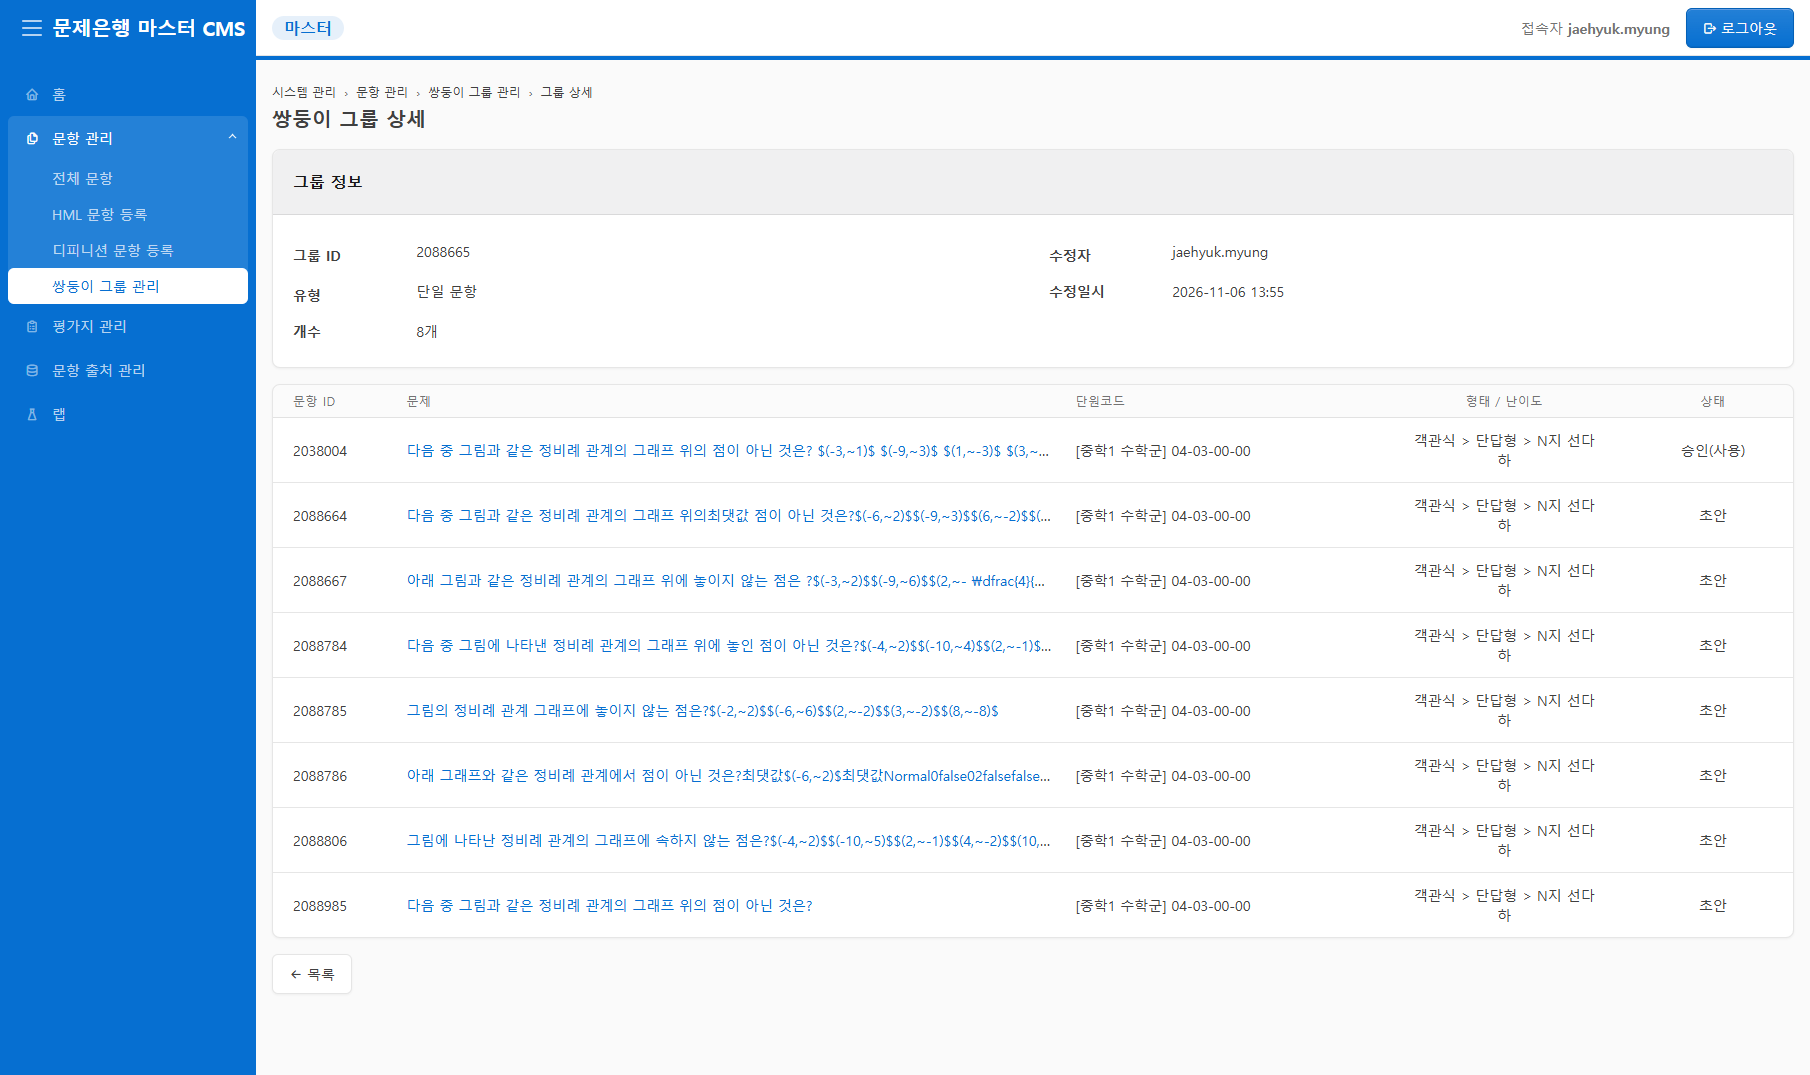 문제은행 마스터 CMS
마스터
접속자 jaehyuk.myung
로그아웃
홈
문항 관리
전체 문항
HML 문항 등록
디피니션 문항 등록
쌍둥이 그룹 관리
평가지 관리
문항 출처 관리
랩
시스템 관리 › 문항 관리 › 쌍둥이 그룹 관리 › 그룹 상세
쌍둥이 그룹 상세
그룹 정보
그룹 ID 2088665 수정자 jaehyuk.myung
유형 단일 문항 수정일시 2026-11-06 13:55
개수 8개
문항 ID 문제 단원코드 형태 / 난이도 상태
2038004 다음 중 그림과 같은 정비례 관계의 그래프 위의 점이 아닌 것은? $(-3,~1)$ $(-9,~3)$ $(1,~-3)$ $(3,~... [중학1 수학군] 04-03-00-00 객관식 > 단답형 > N지 선다 승인(사용)
하
2088664 다음 중 그림과 같은 정비례 관계의 그래프 위의최댓값 점이 아닌 것은?$(-6,~2)$$(-9,~3)$$(6,~-2)$$(... [중학1 수학군] 04-03-00-00 객관식 > 단답형 > N지 선다 초안
하
2088667 아래 그림과 같은 정비례 관계의 그래프 위에 놓이지 않는 점은 ?$(-3,~2)$$(-9,~6)$$(2,~- ₩dfrac{4}{... [중학1 수학군] 04-03-00-00 객관식 > 단답형 > N지 선다 초안
하
2088784 다음 중 그림에 나타낸 정비례 관계의 그래프 위에 놓인 점이 아닌 것은?$(-4,~2)$$(-10,~4)$$(2,~-1)$... [중학1 수학군] 04-03-00-00 객관식 > 단답형 > N지 선다 초안
하
2088785 그림의 정비례 관계 그래프에 놓이지 않는 점은?$(-2,~2)$$(-6,~6)$$(2,~-2)$$(3,~-2)$$(8,~-8)$ [중학1 수학군] 04-03-00-00 객관식 > 단답형 > N지 선다 초안
하
2088786 아래 그래프와 같은 정비례 관계에서 점이 아닌 것은?최댓값$(-6,~2)$최댓값Normal0false02falsefalse... [중학1 수학군] 04-03-00-00 객관식 > 단답형 > N지 선다 초안
하
2088806 그림에 나타난 정비례 관계의 그래프에 속하지 않는 점은?$(-4,~2)$$(-10,~5)$$(2,~-1)$$(4,~-2)$$(10,... [중학1 수학군] 04-03-00-00 객관식 > 단답형 > N지 선다 초안
하
2088985 다음 중 그림과 같은 정비례 관계의 그래프 위의 점이 아닌 것은? [중학1 수학군] 04-03-00-00 객관식 > 단답형 > N지 선다 초안
하
← 목록